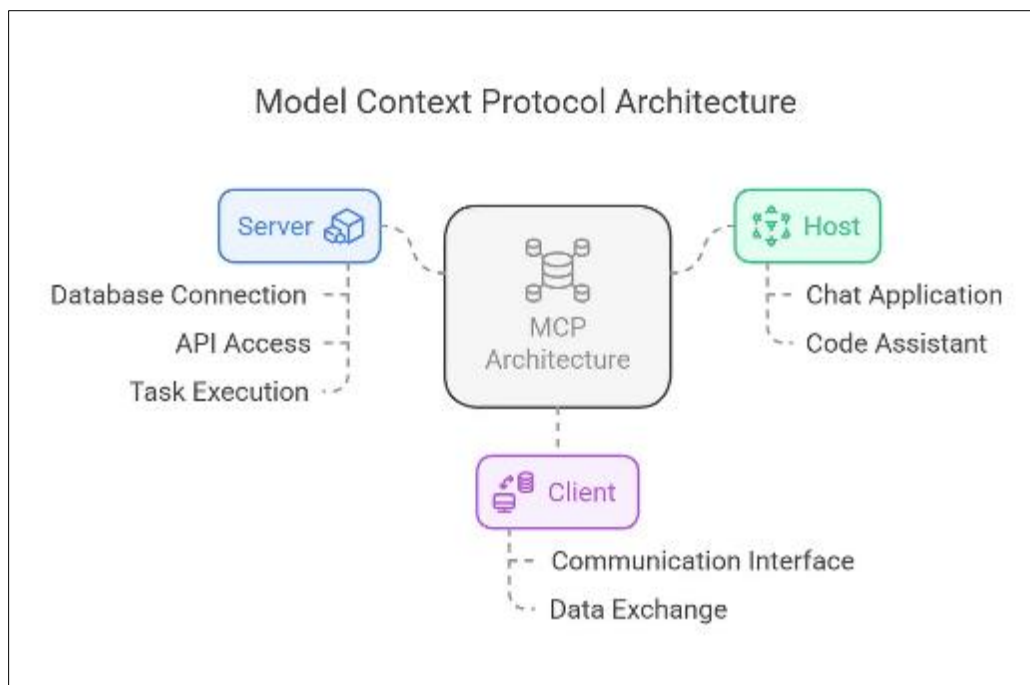 Model Context Protocol Architecture
Server
Database Connection
API Access
Task Execution
MCP
Architecture
Host
Chat Application
Code Assistant
Client
Communication Interface
Data Exchange